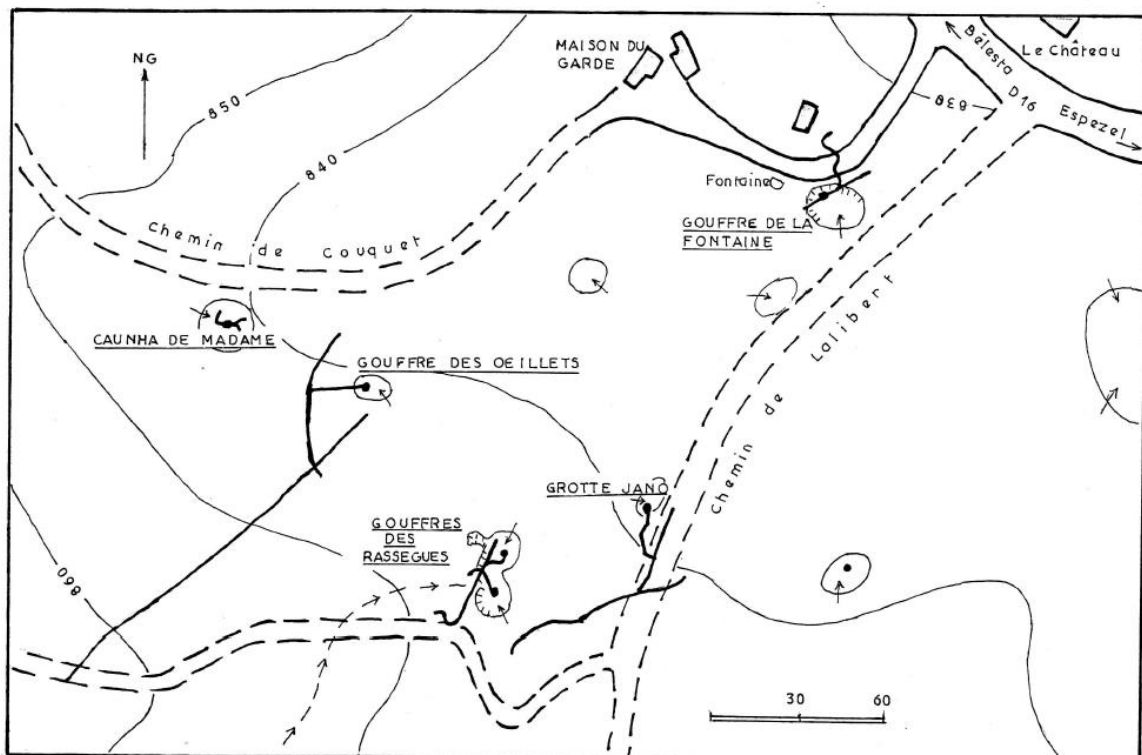 NG
850
840
MAISON DU
GARDE
Le Château
Bélesta D16 Espezel
830
Fontaine
GOUFFRE DE LA
FONTAINE
Chemin de Couquet
CAUNHA DE MADAME
GOUFFRE DES OEILLETS
Chemin de Lalibert
GROTTE JANO
GOUFFRES
DES
RASSEGUES
860
30 60